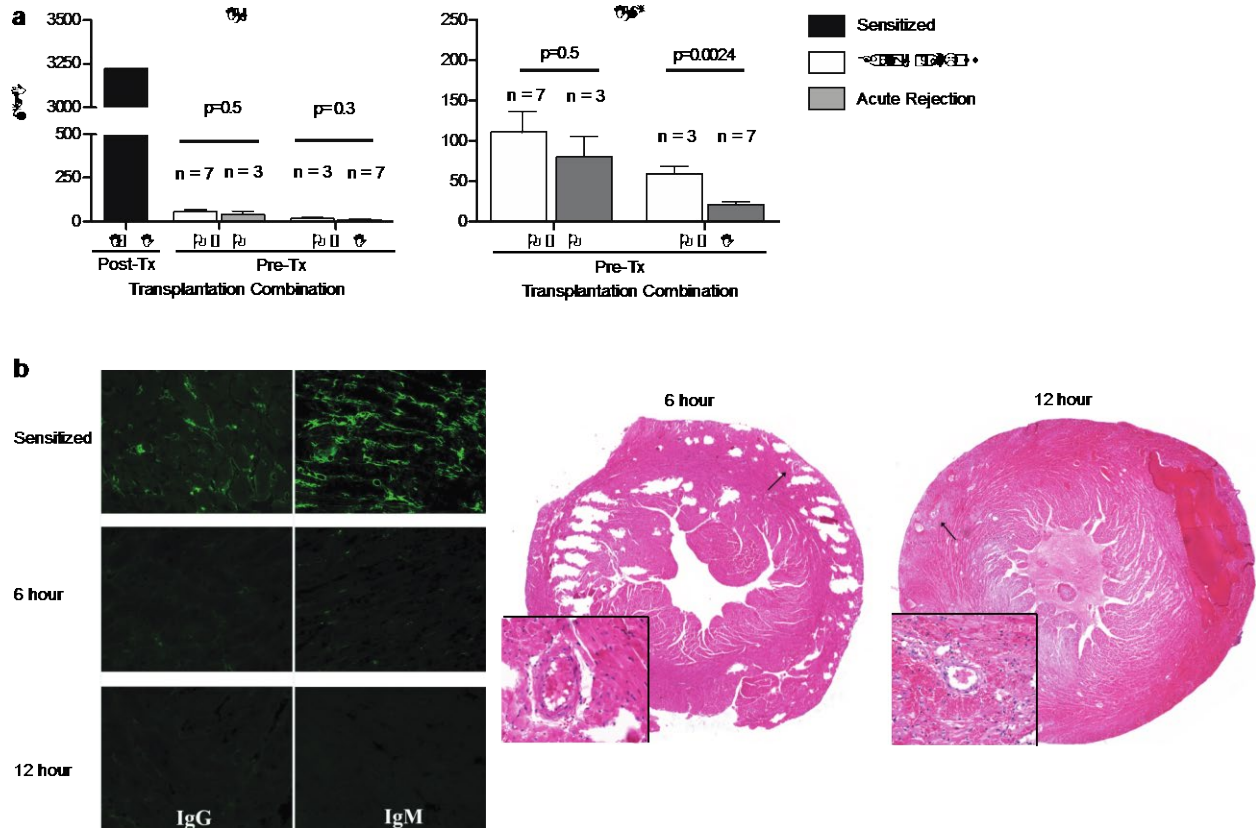 a
3500
3250
3000
500
250
0
p=0.5
p=0.3
n = 7
n = 3
n = 3
n = 7
Post-Tx
Pre-Tx
Transplantation Combination
250
200
150
100
50
0
p=0.5
p=0.0024
n = 7
n = 3
n = 3
n = 7
Pre-Tx
Transplantation Combination
Sensitized
Acute Rejection
b
Sensitized
6 hour
12 hour
IgG
IgM
6 hour
12 hour